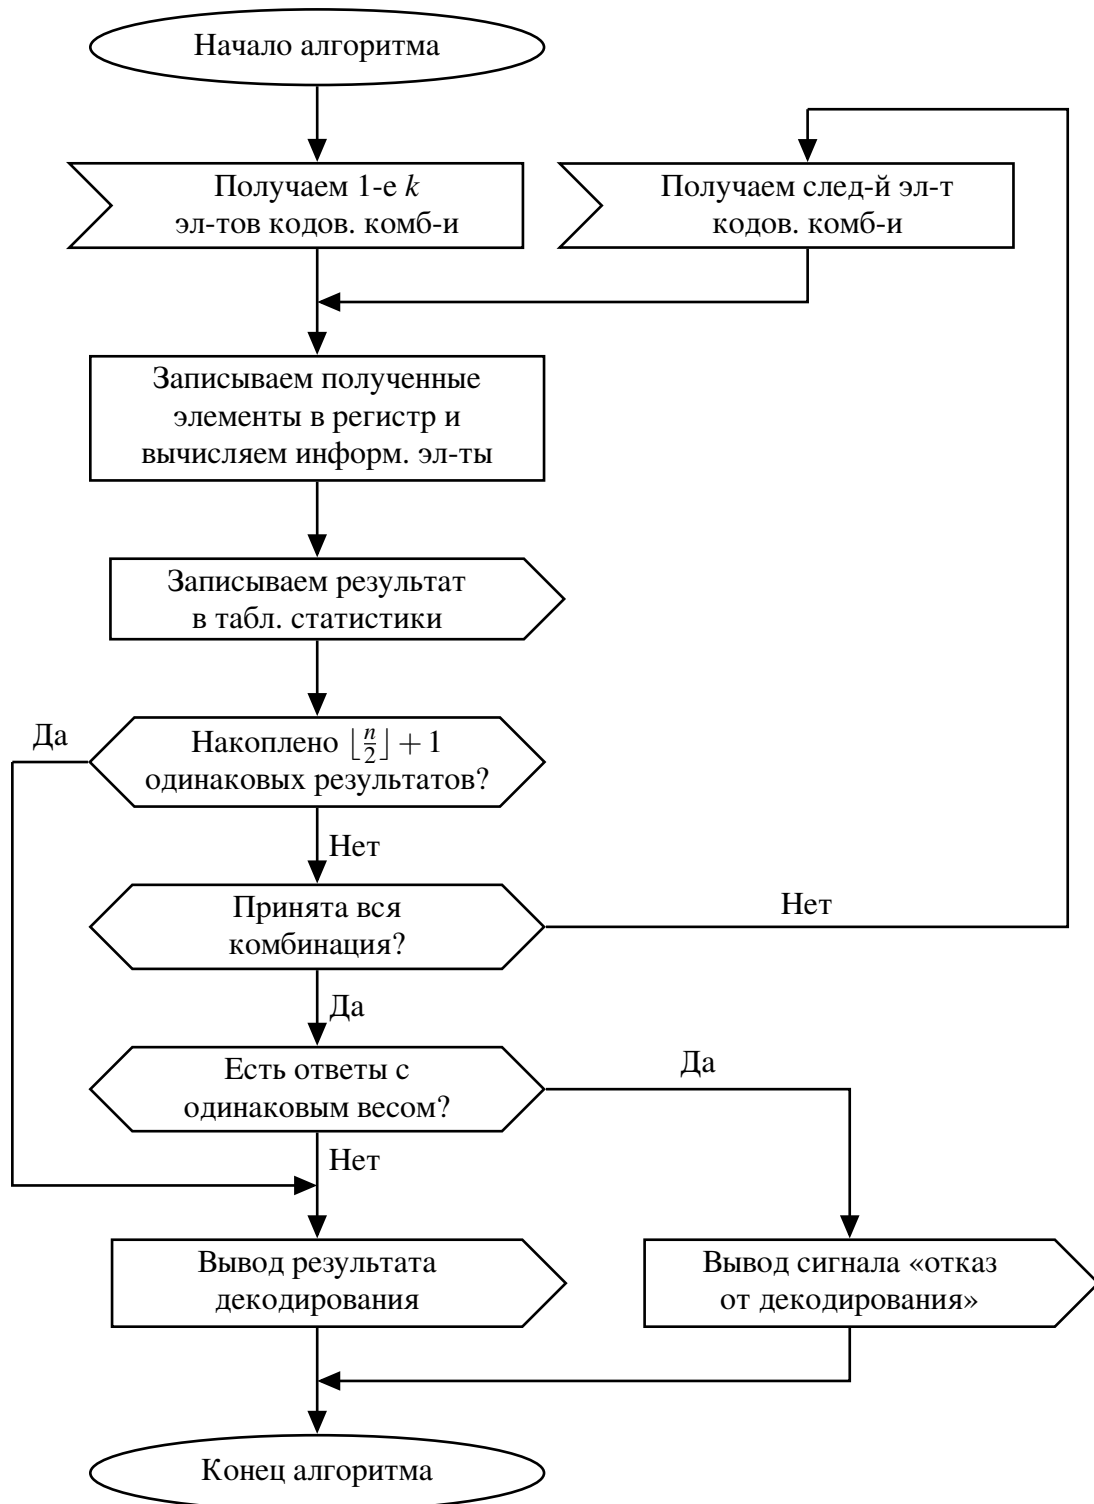 Начало алгоритма
Получаем 1-е k
эл-тов кодов. комб-и
Получаем след-й эл-т
кодов. комб-и
Записываем полученные
элементы в регистр и
вычисляем информ. эл-ты
Записываем результат
в табл. статистики
Да
Накоплено ⌊n/2⌋ + 1
одинаковых результатов?
Нет
Принята вся
комбинация?
Нет
Да
Есть ответы с
одинаковым весом?
Да
Нет
Вывод результата
декодирования
Вывод сигнала «отказ
от декодирования»
Конец алгоритма